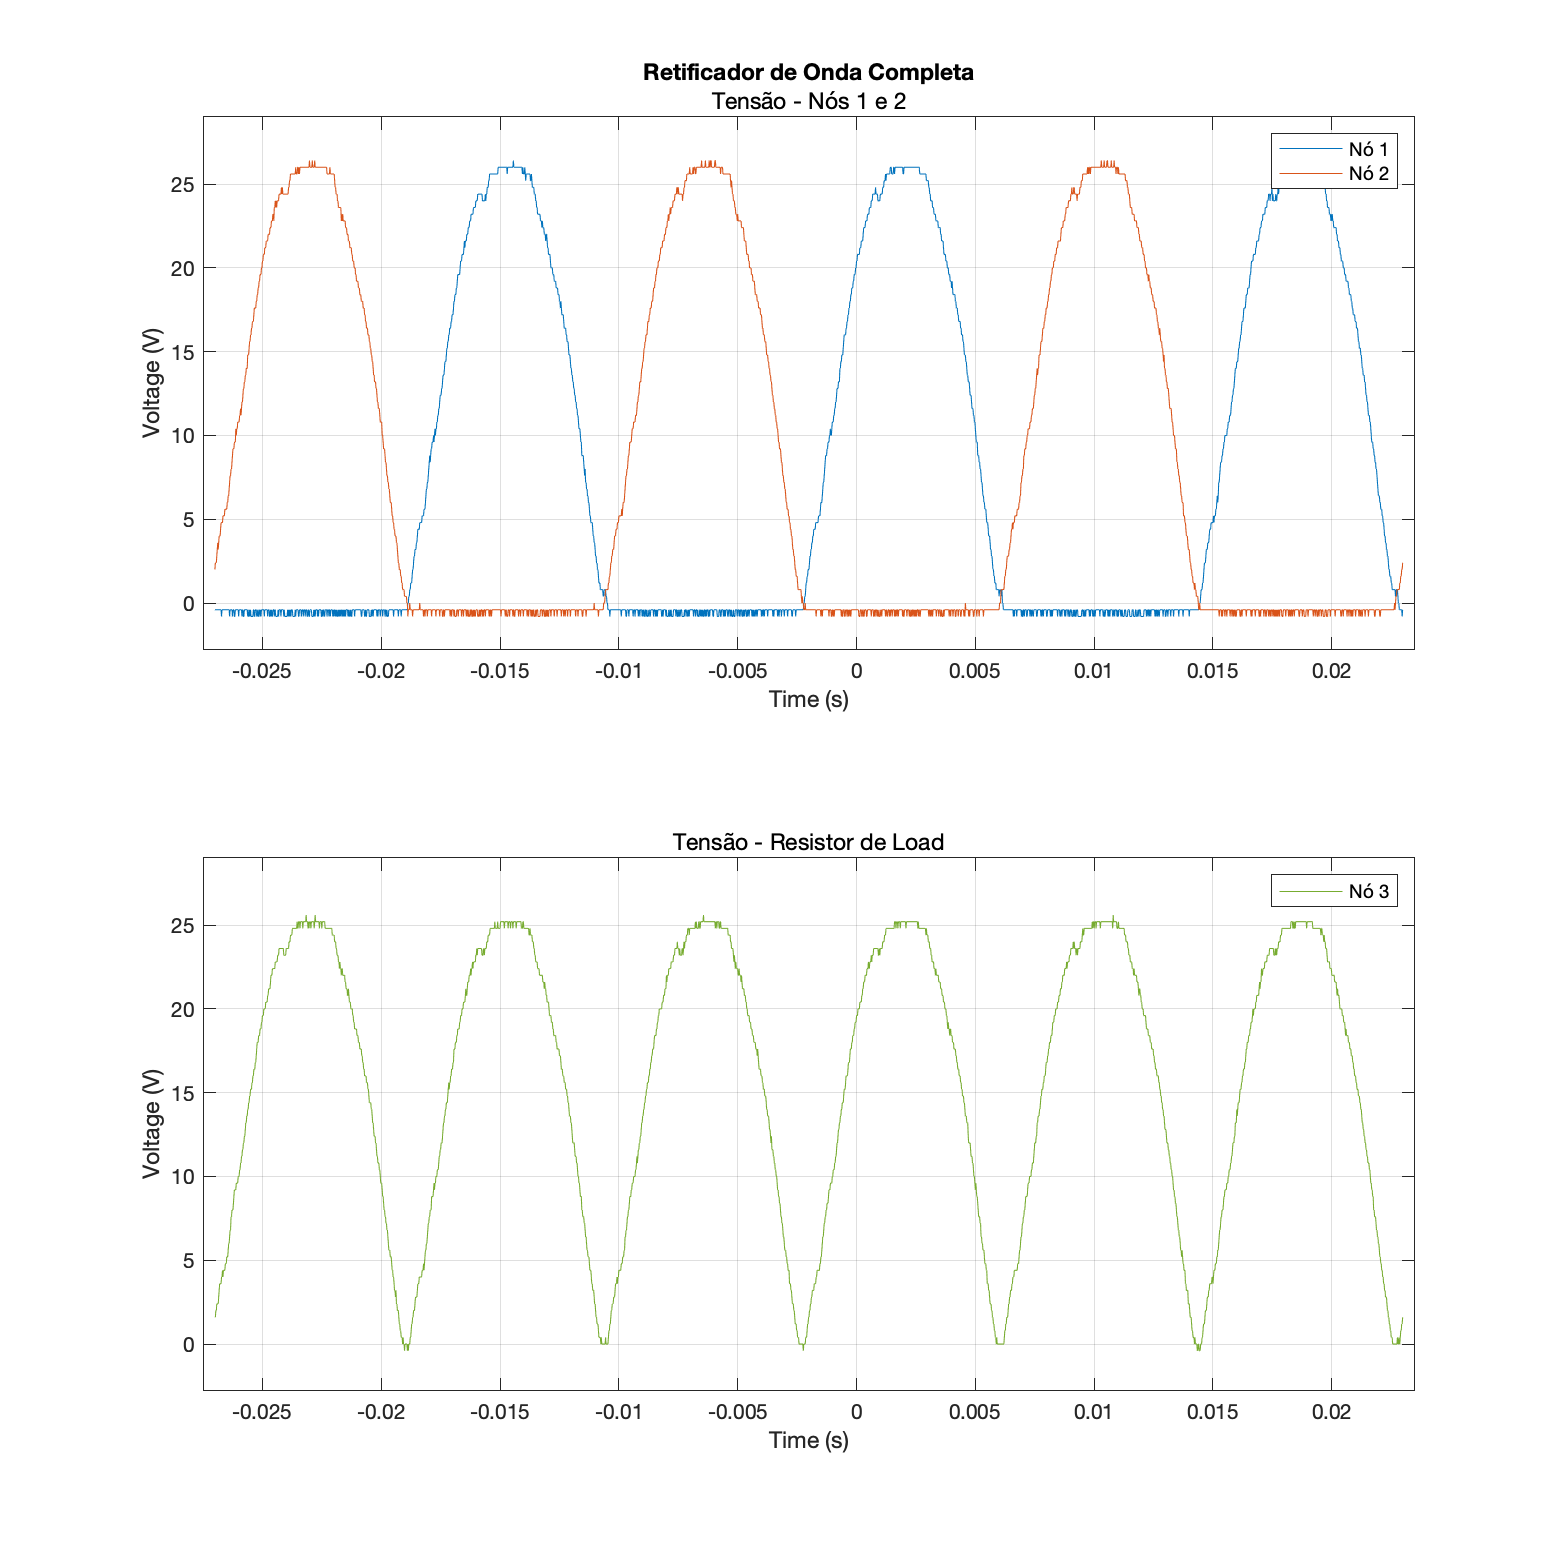 Retificador de Onda Completa
Tensão - Nós 1 e 2
Nó 1
Nó 2
25
20
15
10
5
0
Voltage (V)
-0.025 -0.02 -0.015 -0.01 -0.005 0 0.005 0.01 0.015 0.02
Time (s)
Tensão - Resistor de Load
Nó 3
25
20
15
10
5
0
Voltage (V)
-0.025 -0.02 -0.015 -0.01 -0.005 0 0.005 0.01 0.015 0.02
Time (s)